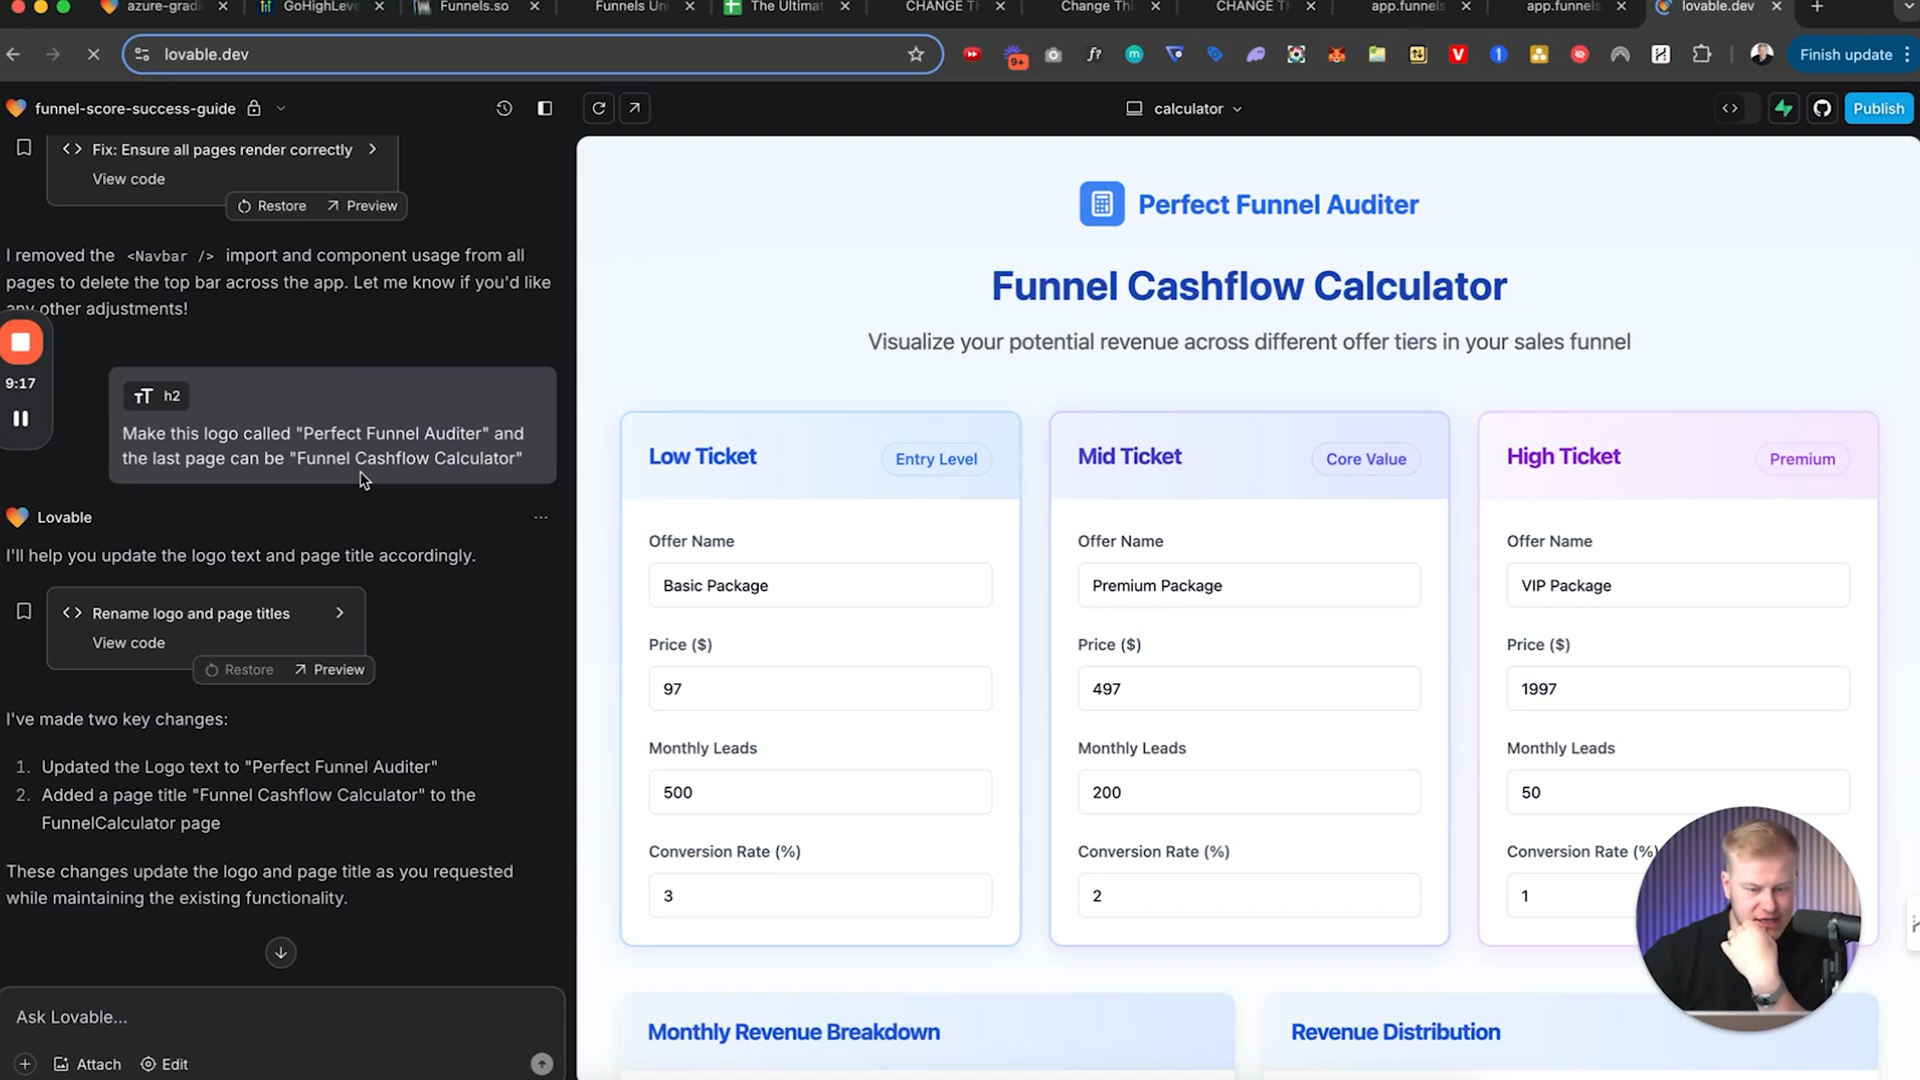 azure-gradi
GoHighLeve
Funnels.so
Funnels Uni
The Ultimat
CHANGE TH
Change Thi
CHANGE TH
app.funnels
app.funnels
lovable.dev
lovable.dev
9+
f?
Finish update
funnel-score-success-guide
calculator
Publish
Fix: Ensure all pages render correctly
View code
Restore
Preview
I removed the <Navbar /> import and component usage from all
pages to delete the top bar across the app. Let me know if you'd like
any other adjustments!
9:17
h2
Make this logo called "Perfect Funnel Auditer" and
the last page can be "Funnel Cashflow Calculator"
Lovable
I'll help you update the logo text and page title accordingly.
Rename logo and page titles
View code
Restore
Preview
I've made two key changes:
1. Updated the Logo text to "Perfect Funnel Auditer"
2. Added a page title "Funnel Cashflow Calculator" to the
FunnelCalculator page
These changes update the logo and page title as you requested
while maintaining the existing functionality.
Ask Lovable...
Attach
Edit
Perfect Funnel Auditer
Funnel Cashflow Calculator
Visualize your potential revenue across different offer tiers in your sales funnel
Low Ticket
Entry Level
Offer Name
Basic Package
Price ($)
97
Monthly Leads
500
Conversion Rate (%)
3
Mid Ticket
Core Value
Offer Name
Premium Package
Price ($)
497
Monthly Leads
200
Conversion Rate (%)
2
High Ticket
Premium
Offer Name
VIP Package
Price ($)
1997
Monthly Leads
50
Conversion Rate (%)
1
Monthly Revenue Breakdown
Revenue Distribution